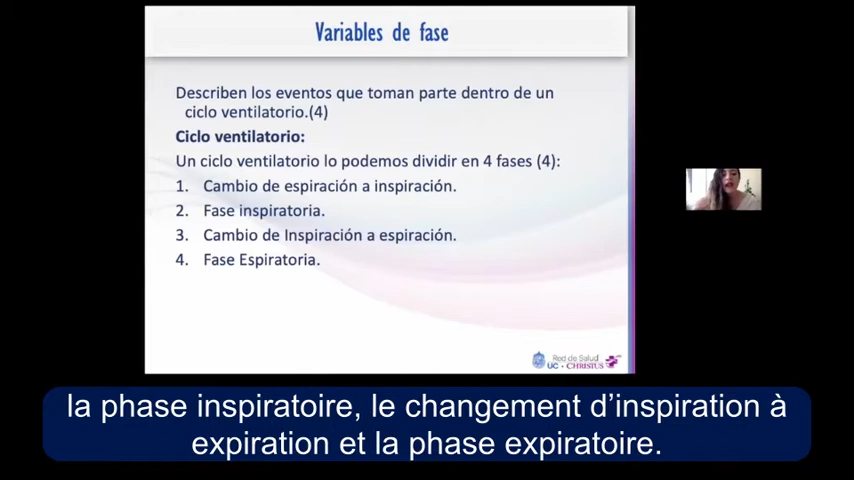 Variables de fase
Describen los eventos que toman parte dentro de un
ciclo ventilatorio.(4)
Ciclo ventilatorio:
Un ciclo ventilatorio lo podemos dividir en 4 fases (4):
1. Cambio de espiración a inspiración.
2. Fase inspiratoria.
3. Cambio de Inspiración a espiración.
4. Fase Espiratoria.
Red de Salud
UC • CHRISTUS
la phase inspiratoire, le changement d’inspiration à
expiration et la phase expiratoire.